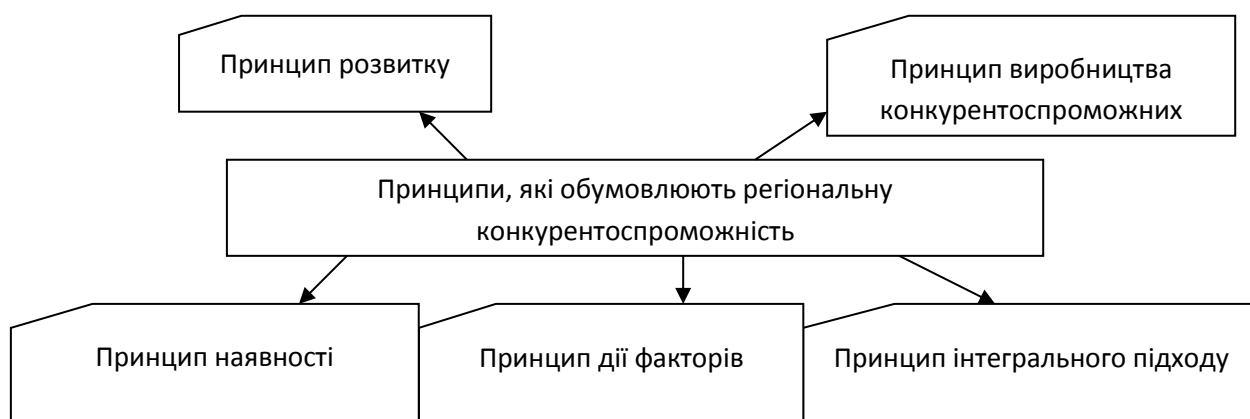 Принцип розвитку
Принцип виробництва
конкурентоспроможних
Принципи, які обумовлюють регіональну
конкурентоспроможність
Принцип наявності
Принцип дії факторів
Принцип інтегрального підходу